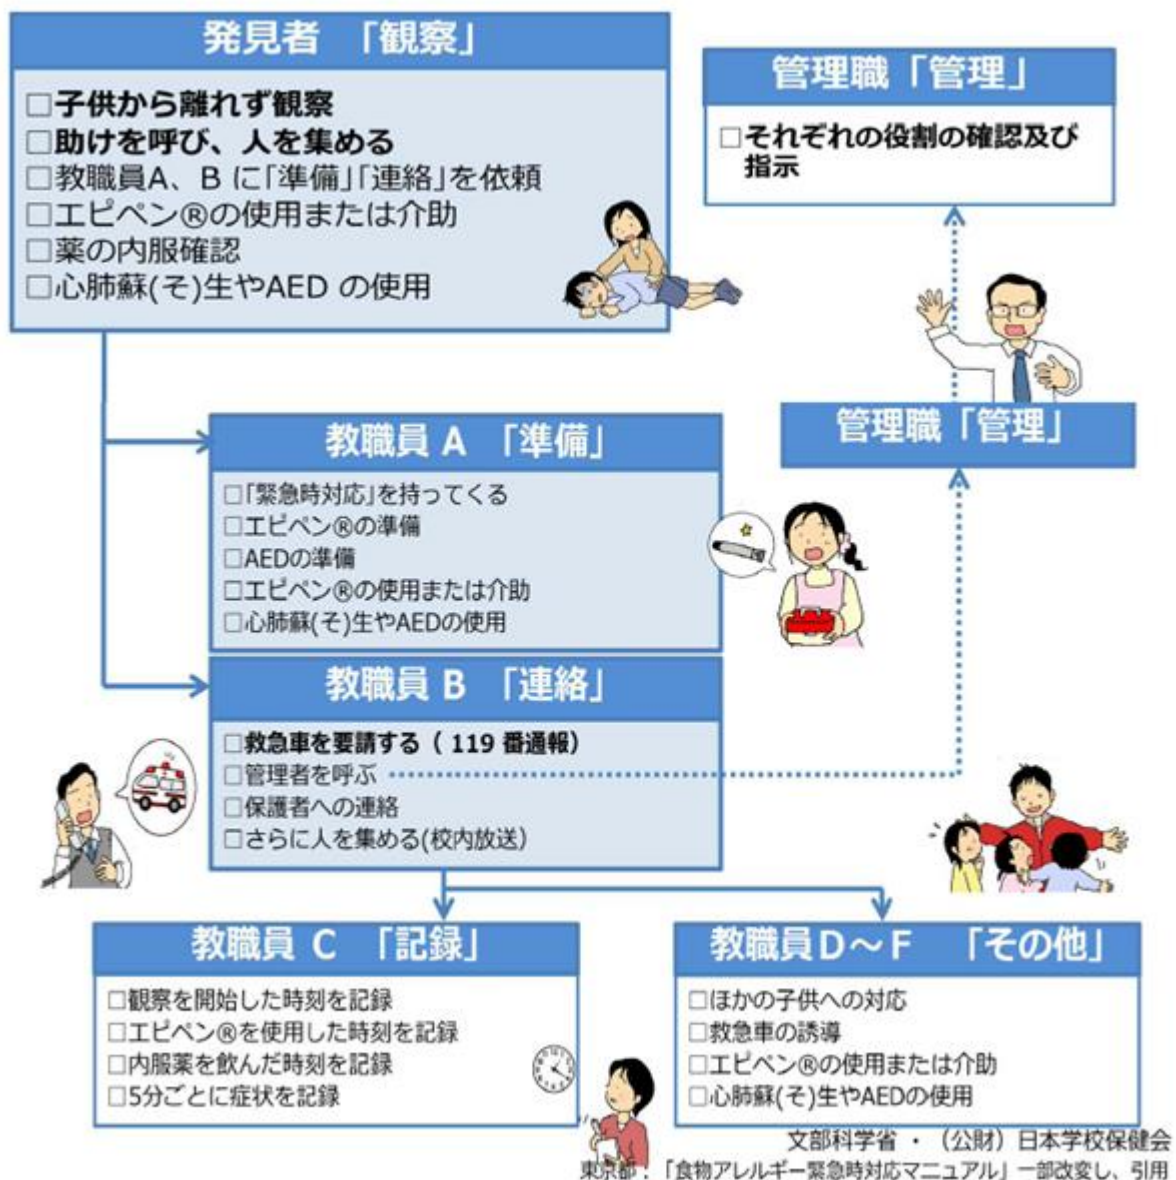 発見者 「観察」
□子供から離れず観察
□助けを呼び、人を集める
□教職員A、B に「準備」「連絡」を依頼
□エピペン®の使用または介助
□薬の内服確認
□心肺蘇(そ)生やAED の使用
管理職「管理」
□それぞれの役割の確認及び
指示
管理職「管理」
教職員 A 「準備」
□「緊急時対応」を持ってくる
□エピペン®の準備
□AEDの準備
□エピペン®の使用または介助
□心肺蘇(そ)生やAEDの使用
教職員 B 「連絡」
□救急車を要請する（ 119 番通報）
□管理者を呼ぶ
□保護者への連絡
□さらに人を集める(校内放送）
教職員 C 「記録」
□観察を開始した時刻を記録
□エピペン®を使用した時刻を記録
□内服薬を飲んだ時刻を記録
□5分ごとに症状を記録
教職員D～F 「その他」
□ほかの子供への対応
□救急車の誘導
□エピペン®の使用または介助
□心肺蘇(そ)生やAEDの使用
文部科学省 ・ （公財）日本学校保健会
東京都：「食物アレルギー緊急時対応マニュアル」一部改変し、引用